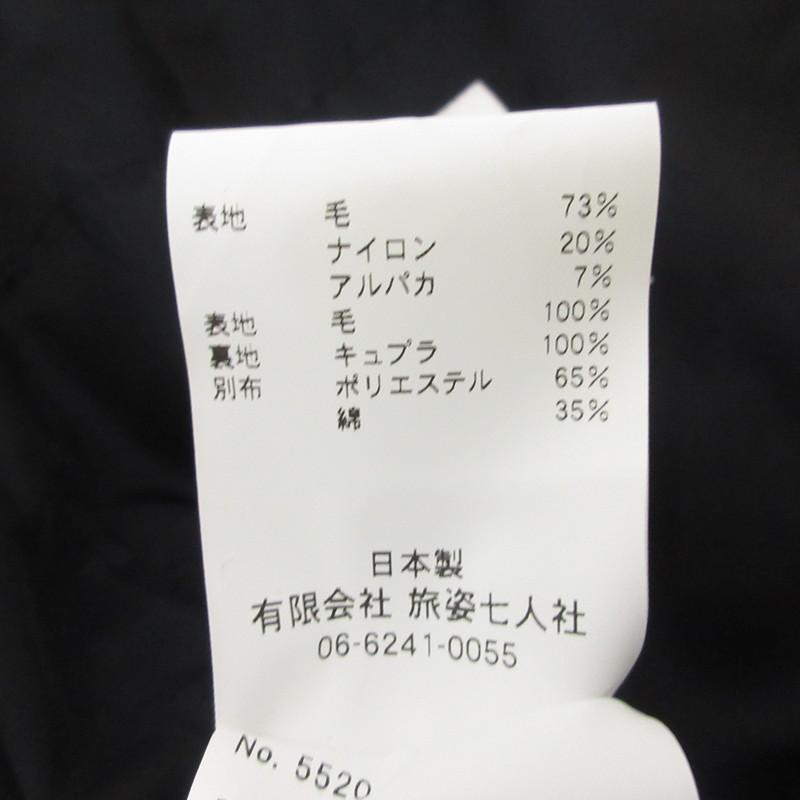 表地 毛 73%
ナイロン 20%
アルパカ 7%
表地 毛 100%
裏地 キュプラ 100%
別布 ポリエステル 65%
綿 35%
日本製
有限会社 旅姿七人社
06-6241-0055
No. 5520